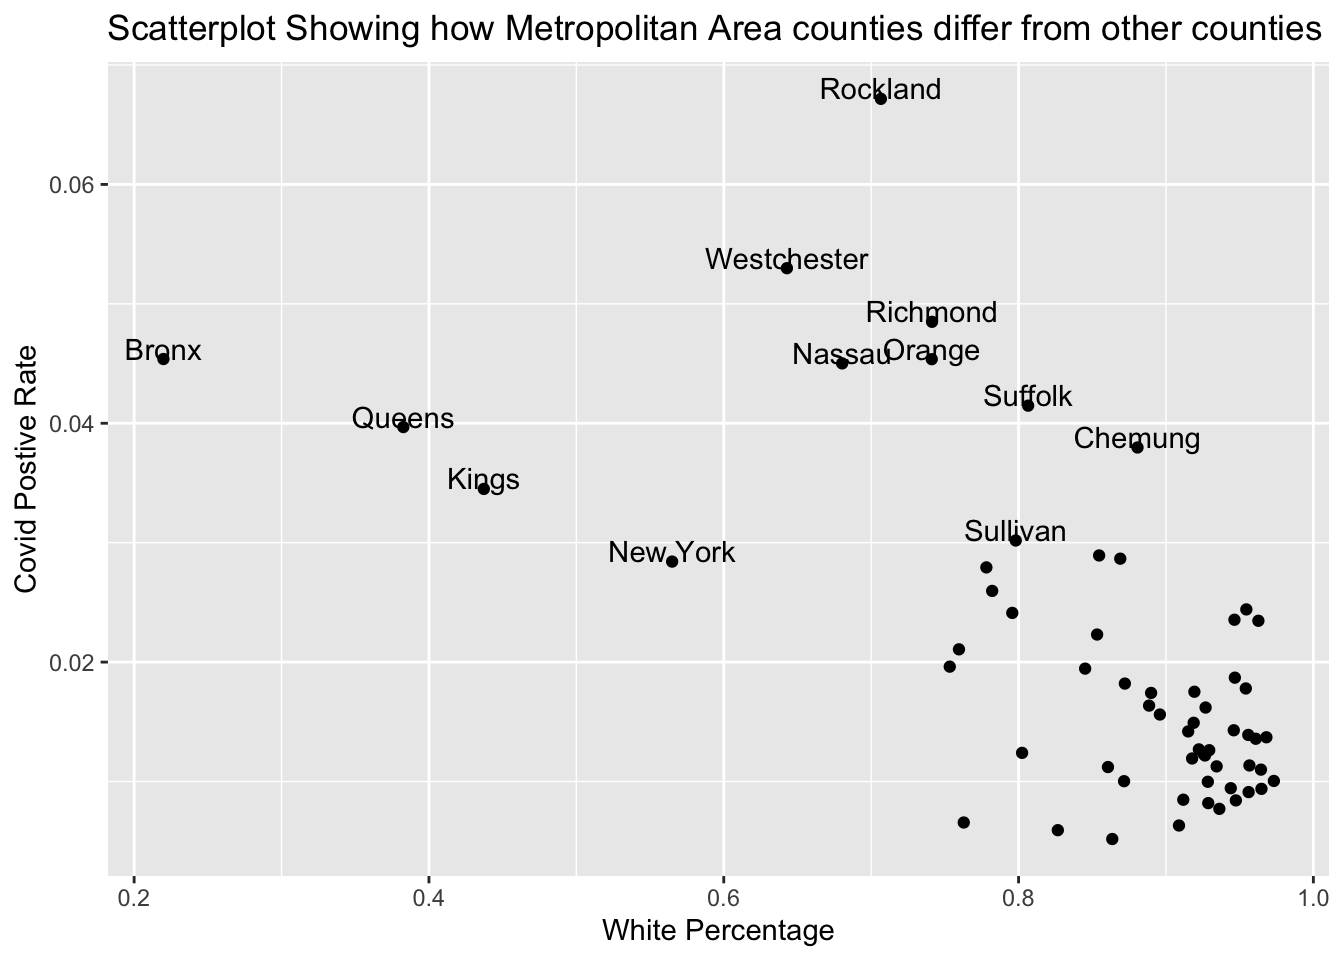 Scatterplot Showing how Metropolitan Area counties differ from other counties
Rockland
0.06
Westchester
Richmond
Bronx
Nassau
Orange
Suffolk
Queens
0.04
Chemung
Kings
Sullivan
New York
0.02
Covid Postive Rate
0.2
0.4
0.6
0.8
1.0
White Percentage